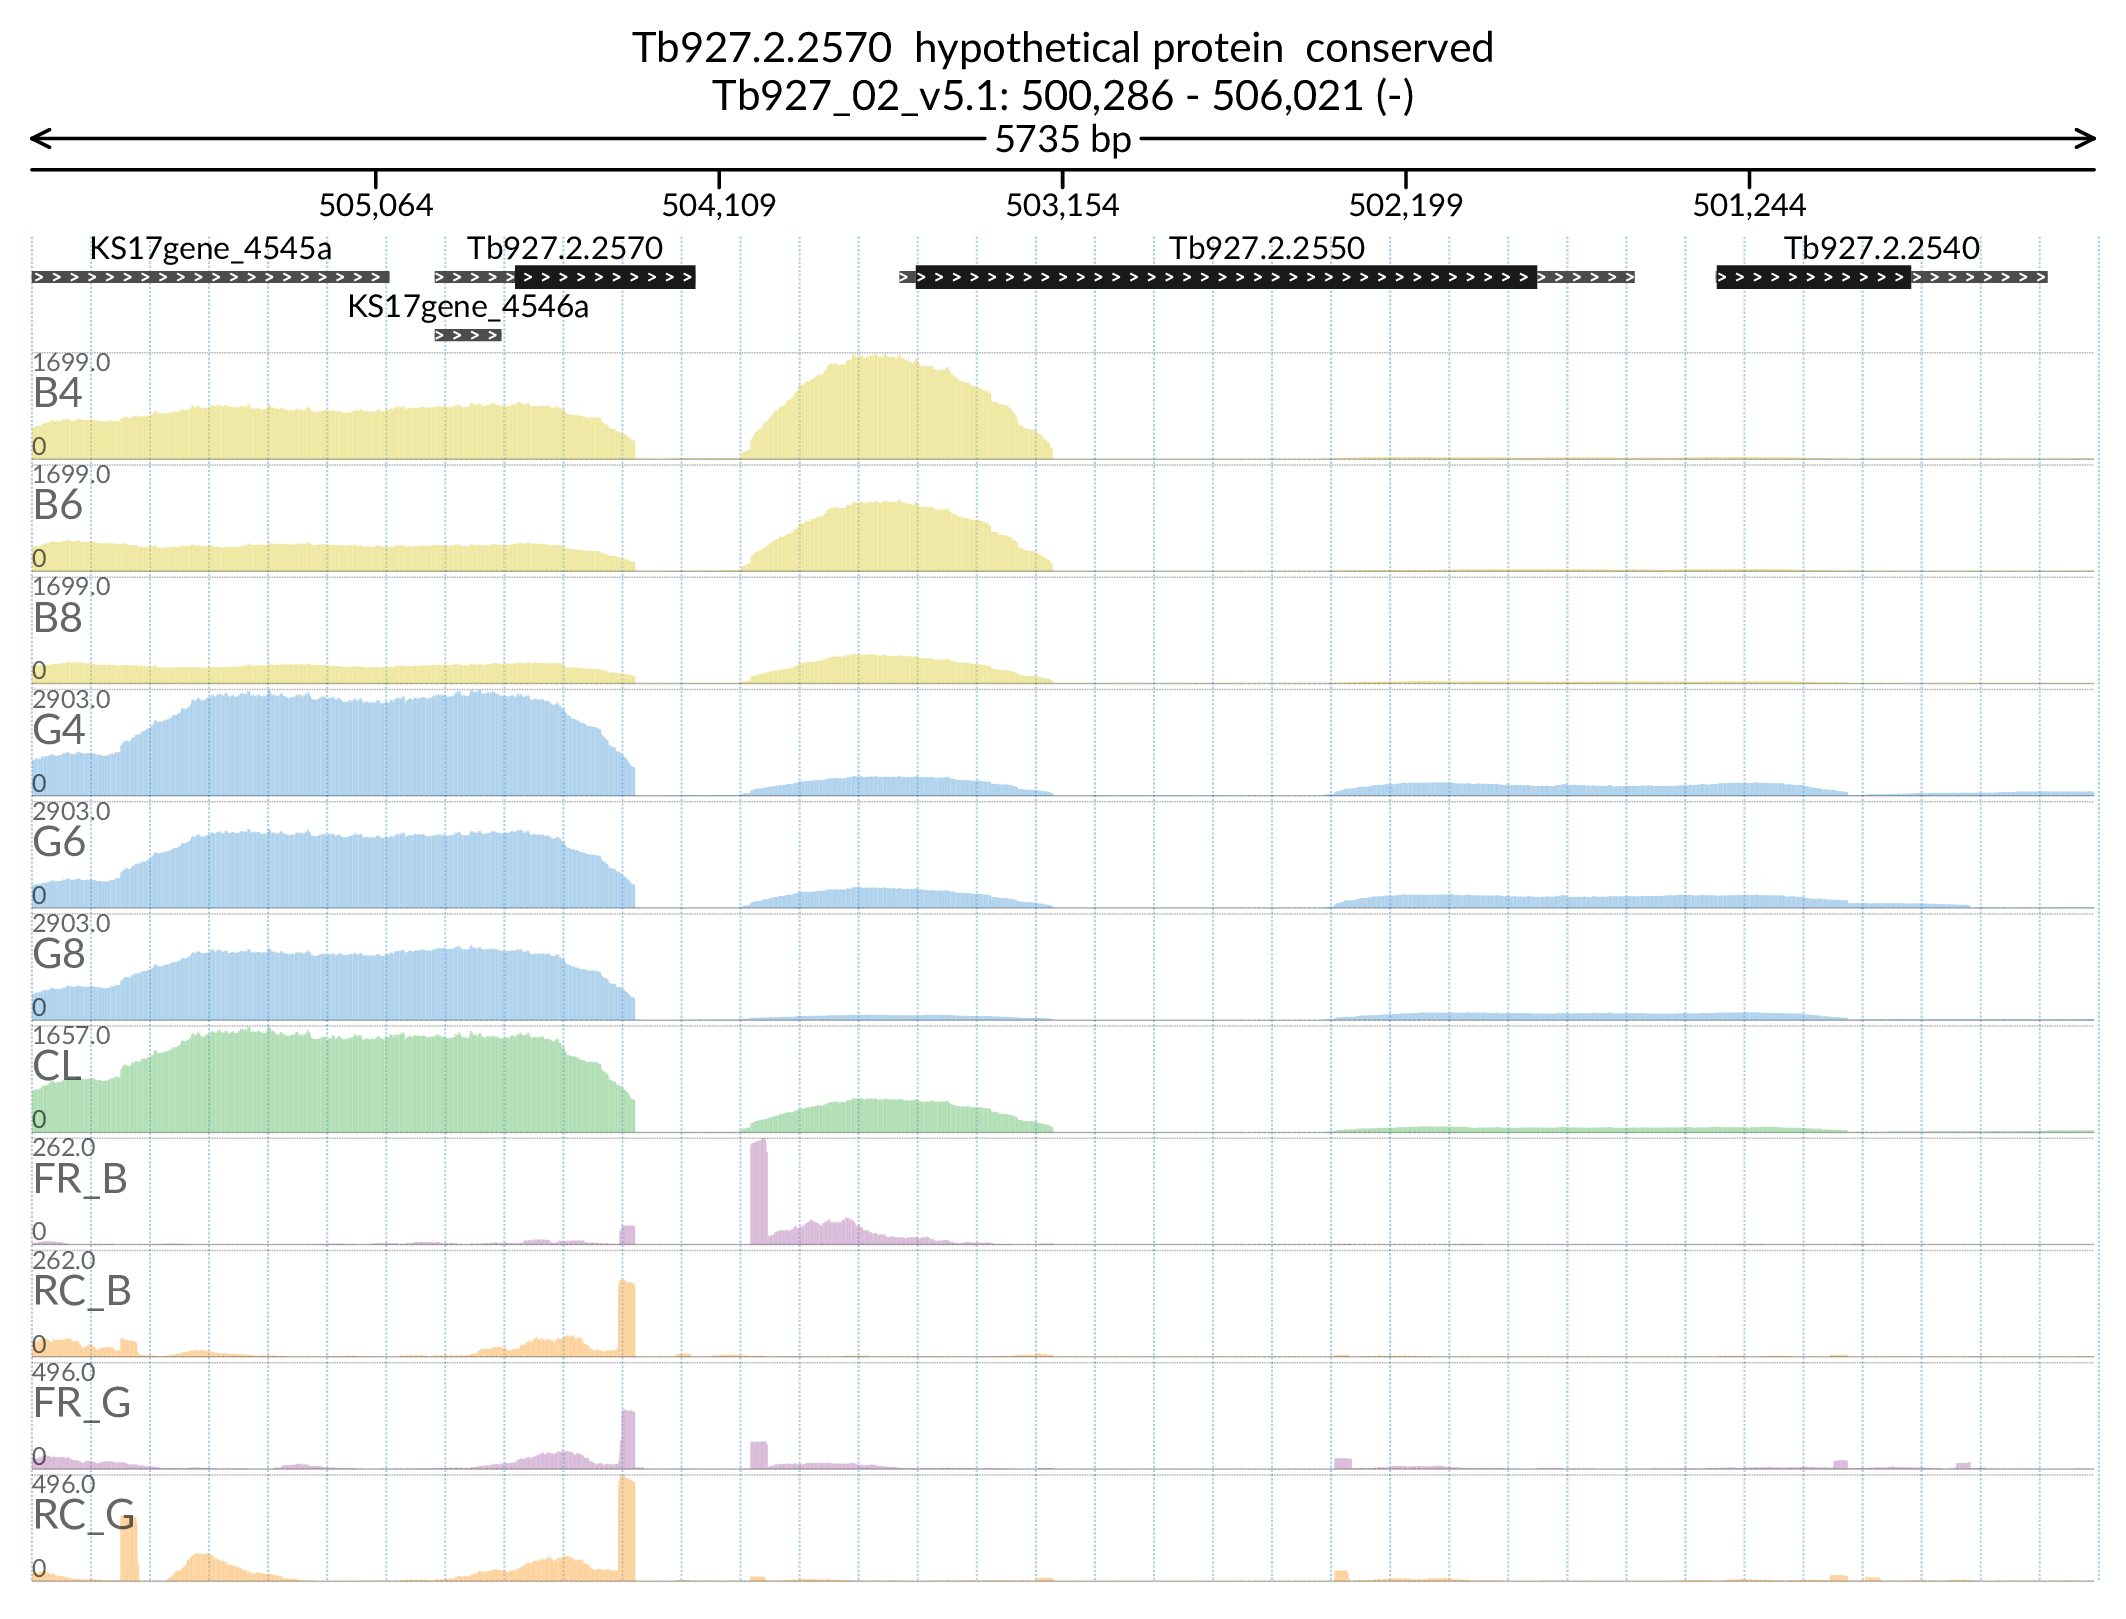 Tb927.2.2570 hypothetical protein conserved
Tb927_02_v5.1: 500,286 - 506,021 (-)
5735 bp
505,064 504,109 503,154 502,199 501,244
KS17gene_4545a Tb927.2.2570 Tb927.2.2550 Tb927.2.2540
KS17gene_4546a
1699.0
B4
0
1699.0
B6
0
1699.0
B8
0
2903.0
G4
0
2903.0
G6
0
2903.0
G8
0
1657.0
CL
0
262.0
FR_B
0
262.0
RC_B
0
496.0
FR_G
0
496.0
RC_G
0